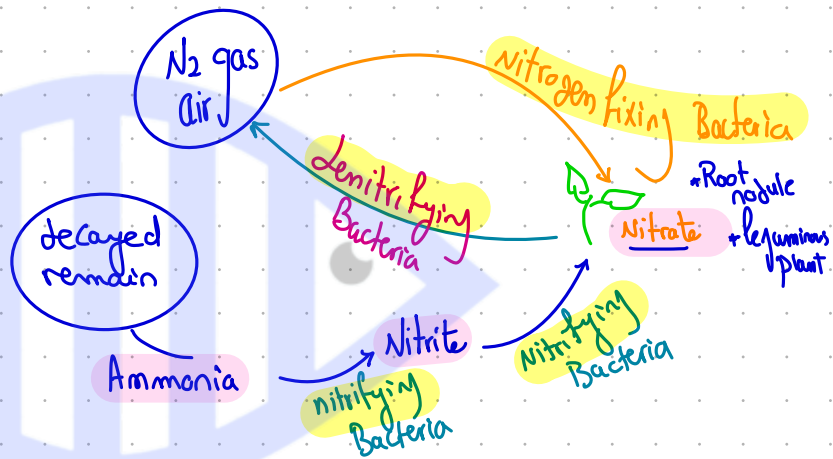 N2 gas
air
Nitrogen fixing Bacteria
denitrifying
Bacteria
*Root
nodule
Nitrate
*leguminous
plant
decayed
remain
Ammonia
Nitrite
nitrifying
Bacteria
Nitrifying
Bacteria